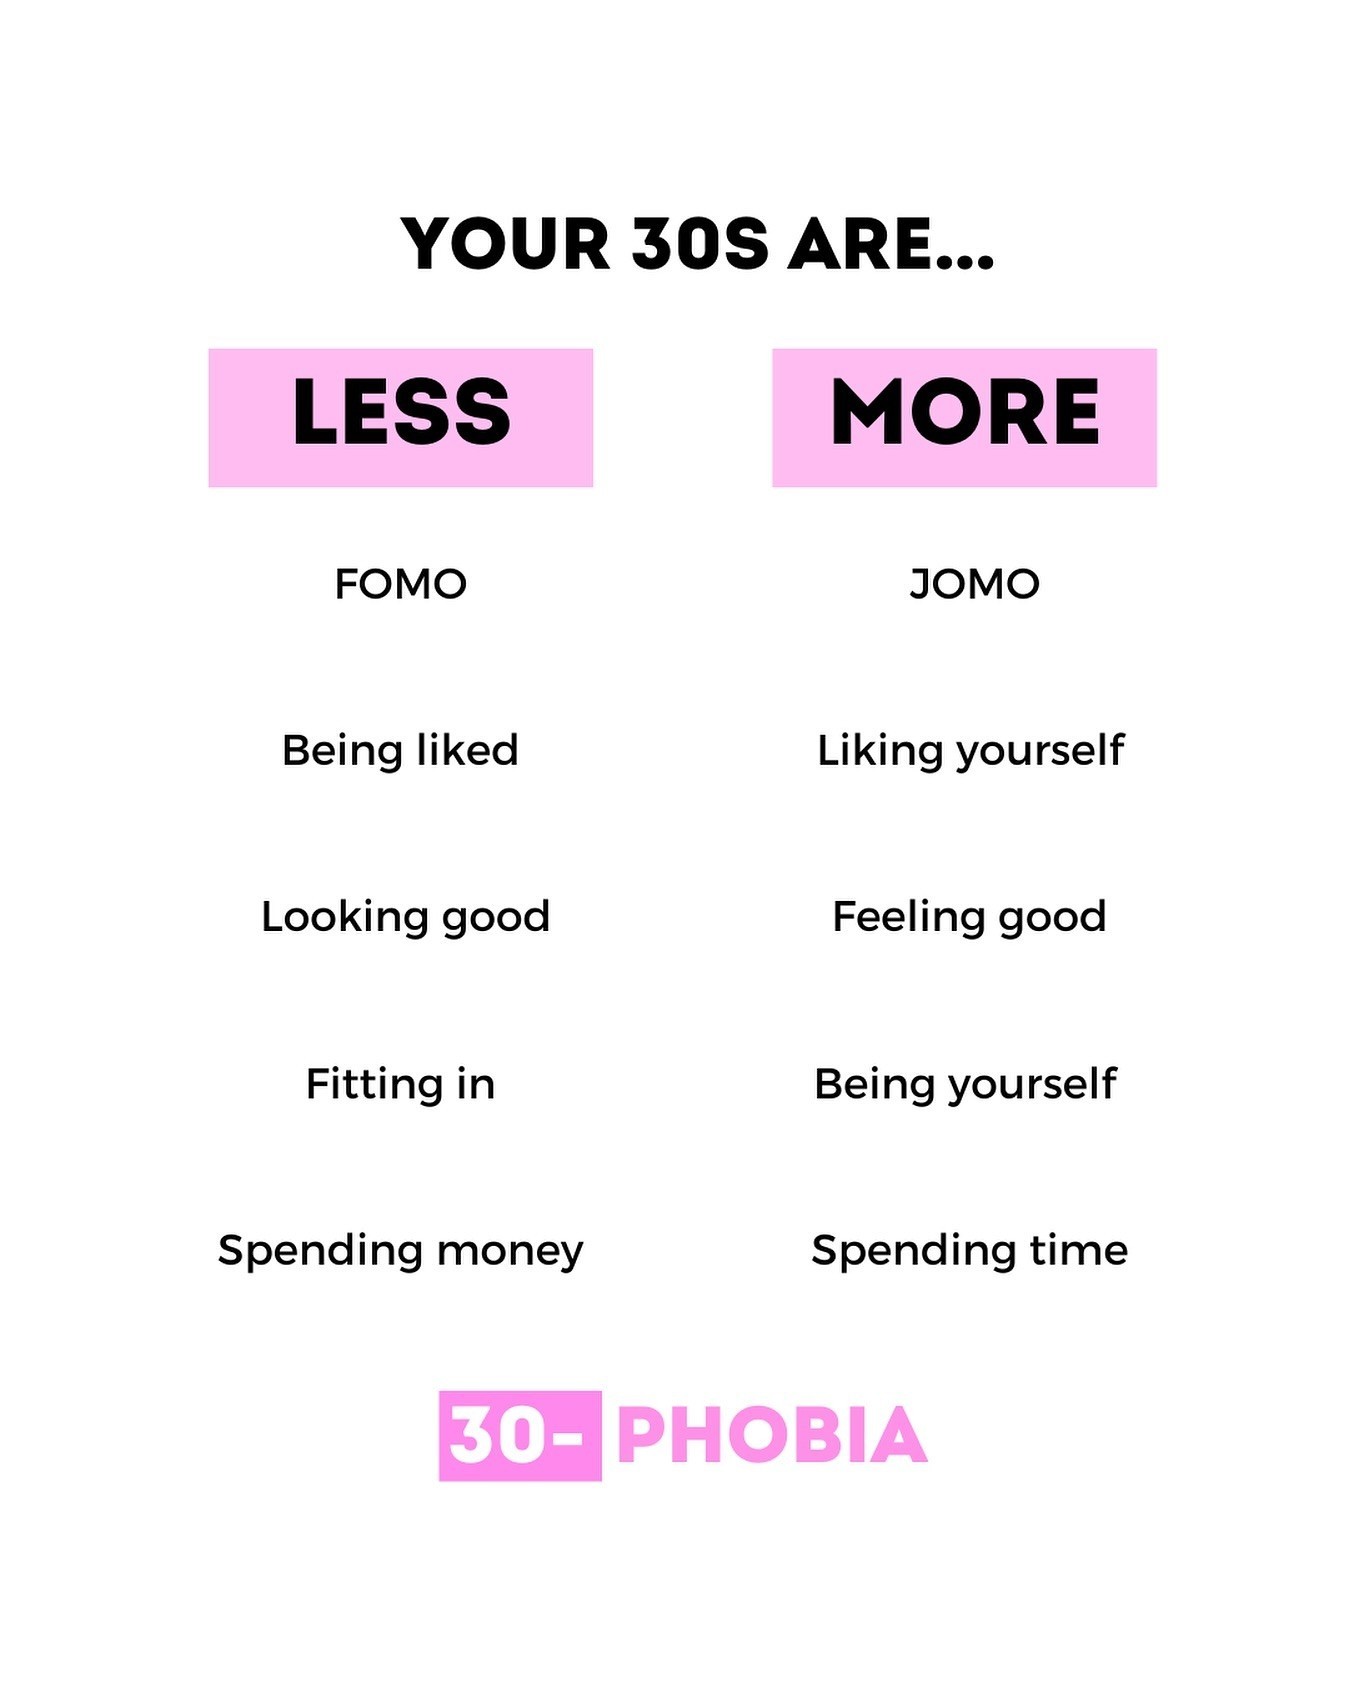 YOUR 30S ARE...
LESS MORE
FOMO JOMO
Being liked Liking yourself
Looking good Feeling good
Fitting in Being yourself
Spending money Spending time
30- PHOBIA